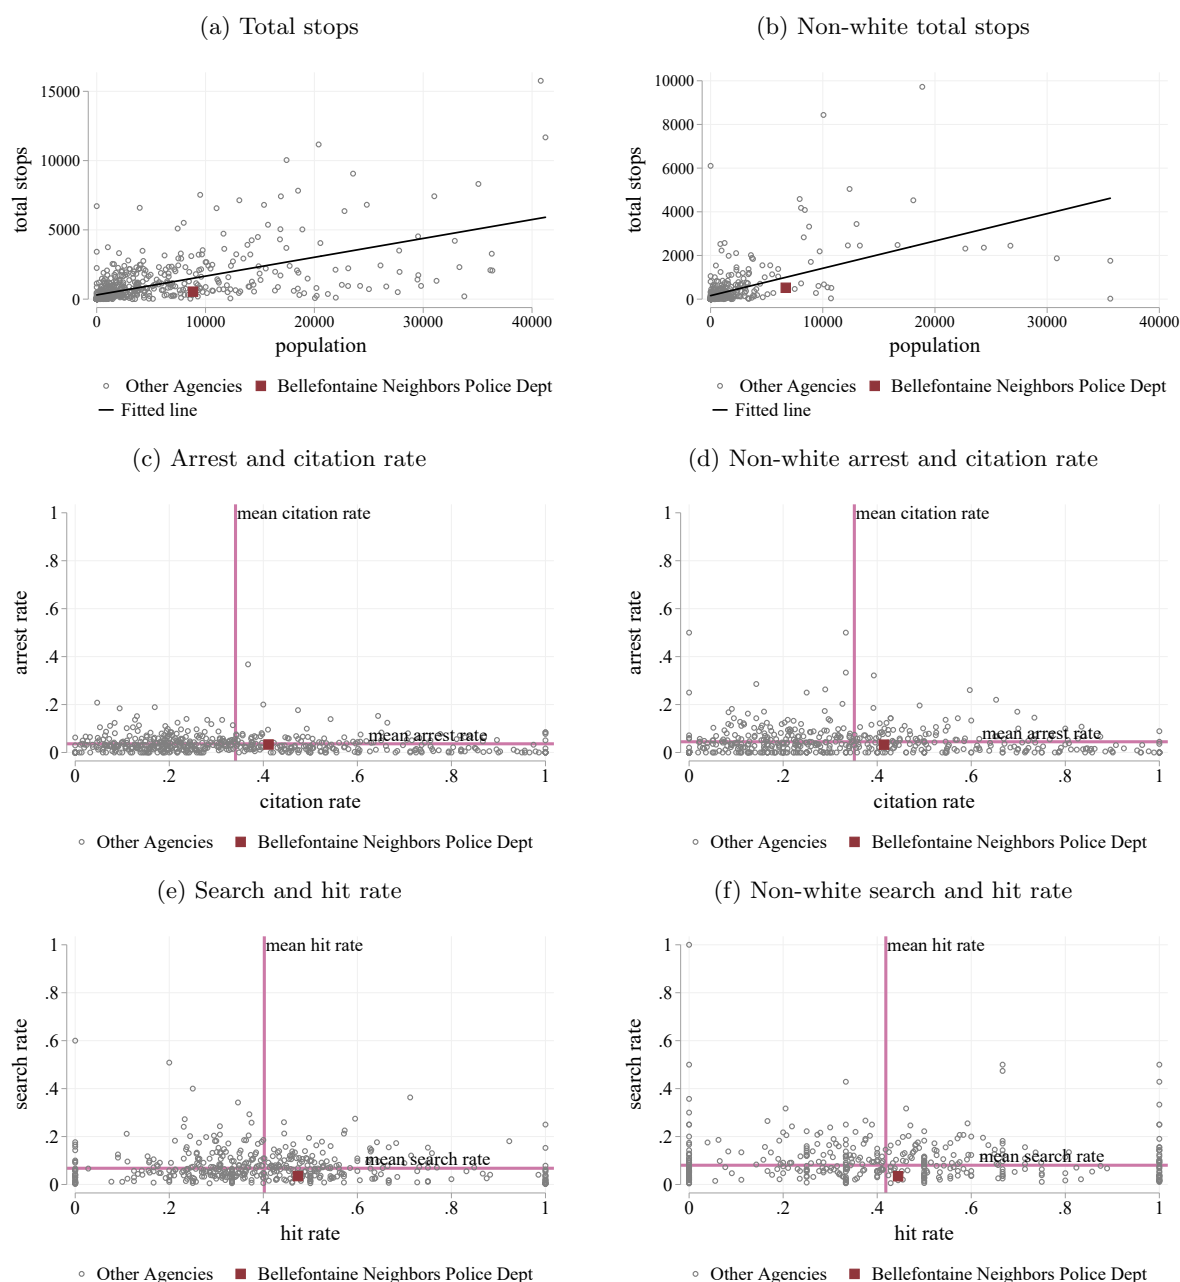 (a) Total stops
(b) Non-white total stops
total stops
15000
10000
5000
0
0
10000
20000
30000
40000
population
Other Agencies
Bellefontaine Neighbors Police Dept
Fitted line
total stops
10000
8000
6000
4000
2000
0
0
10000
20000
30000
40000
population
Other Agencies
Bellefontaine Neighbors Police Dept
Fitted line
(c) Arrest and citation rate
(d) Non-white arrest and citation rate
mean citation rate
arrest rate
1
.8
.6
.4
.2
0
mean arrest rate
0
.2
.4
.6
.8
1
citation rate
Other Agencies
Bellefontaine Neighbors Police Dept
mean citation rate
arrest rate
1
.8
.6
.4
.2
0
mean arrest rate
0
.2
.4
.6
.8
1
citation rate
Other Agencies
Bellefontaine Neighbors Police Dept
(e) Search and hit rate
(f) Non-white search and hit rate
mean hit rate
search rate
1
.8
.6
.4
.2
0
mean search rate
0
.2
.4
.6
.8
1
hit rate
Other Agencies
Bellefontaine Neighbors Police Dept
mean hit rate
search rate
1
.8
.6
.4
.2
0
mean search rate
0
.2
.4
.6
.8
1
hit rate
Other Agencies
Bellefontaine Neighbors Police Dept